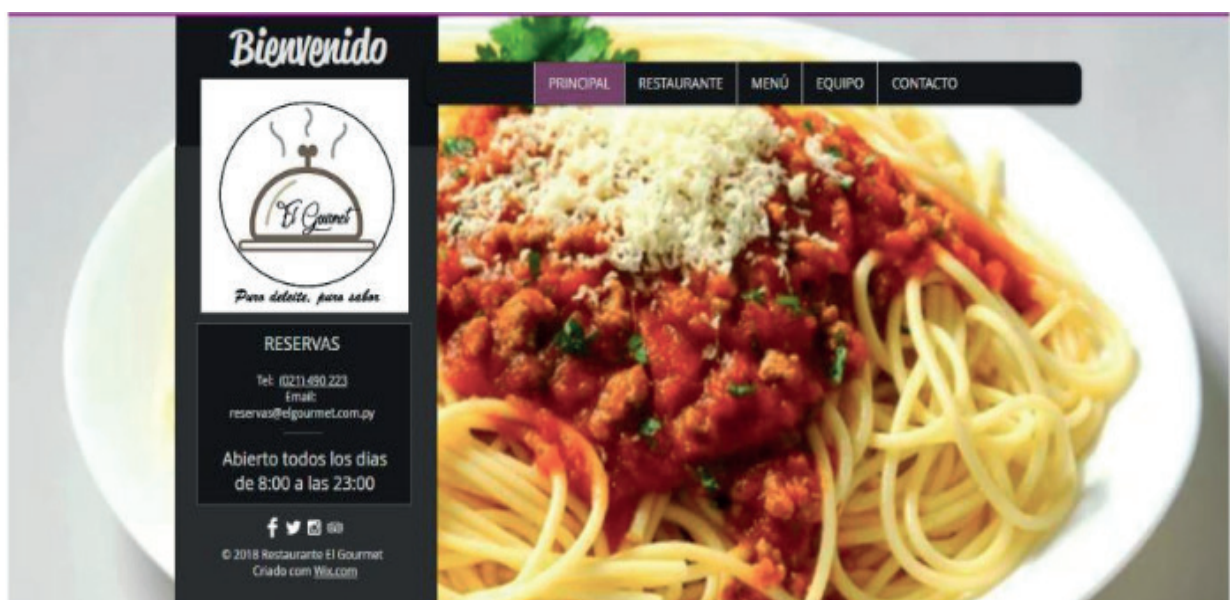 Bienvenido
PRINCIPAL RESTAURANTE MENÚ EQUIPO CONTACTO
El Gourmet
Puro deleite, puro sabor
RESERVAS
Tel: (021) 490 223
Email:
reservas@elgourmet.com.py
Abierto todos los dias
de 8:00 a las 23:00
© 2018 Restaurante El Gourmet
Criado com Wix.com